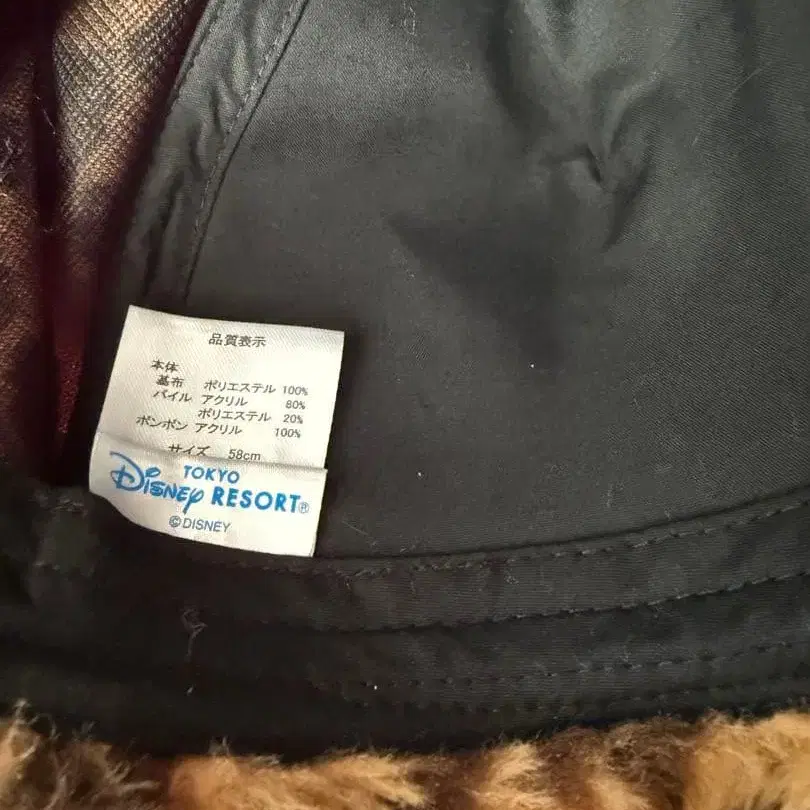 品質表示
本体
基布 ポリエステル 100%
パイル アクリル 80%
ポリエステル 20%
ポンポン アクリル 100%
サイズ 58cm
TOKYO
Disney RESORT®
©DISNEY